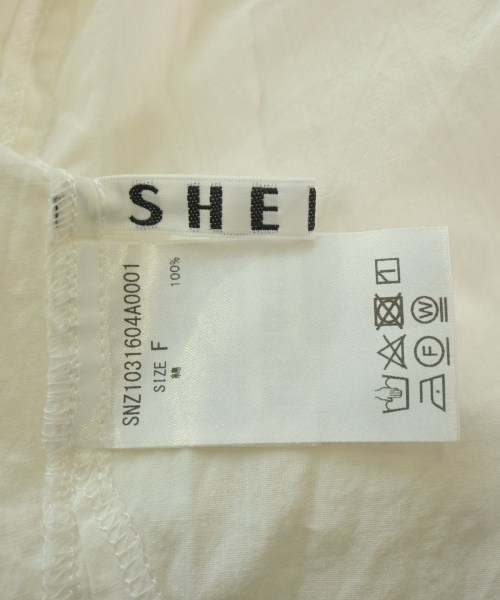 SHE
SNZ1031604A0001
SIZE F
綿 100%
W
F